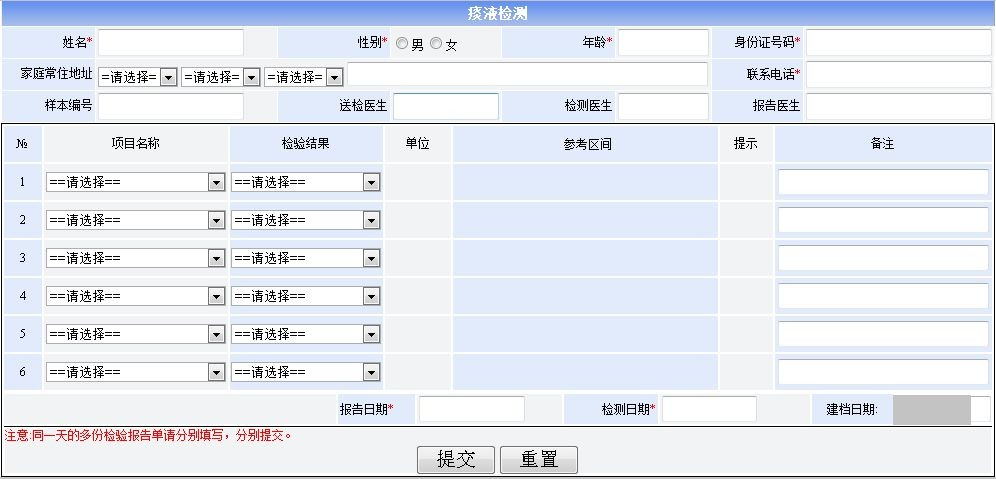 痰液检测
姓名* 性别* 男 女 年龄* 身份证号码*
家庭常住地址 =请选择= =请选择= =请选择= 联系电话*
样本编号 送检医生 检测医生 报告医生
№ 项目名称 检验结果 单位 参考区间 提示 备注
1 ==请选择== ==请选择==
2 ==请选择== ==请选择==
3 ==请选择== ==请选择==
4 ==请选择== ==请选择==
5 ==请选择== ==请选择==
6 ==请选择== ==请选择==
报告日期* 检测日期* 建档日期:
注意:同一天的多份检验报告单请分别填写，分别提交。
提交 重置